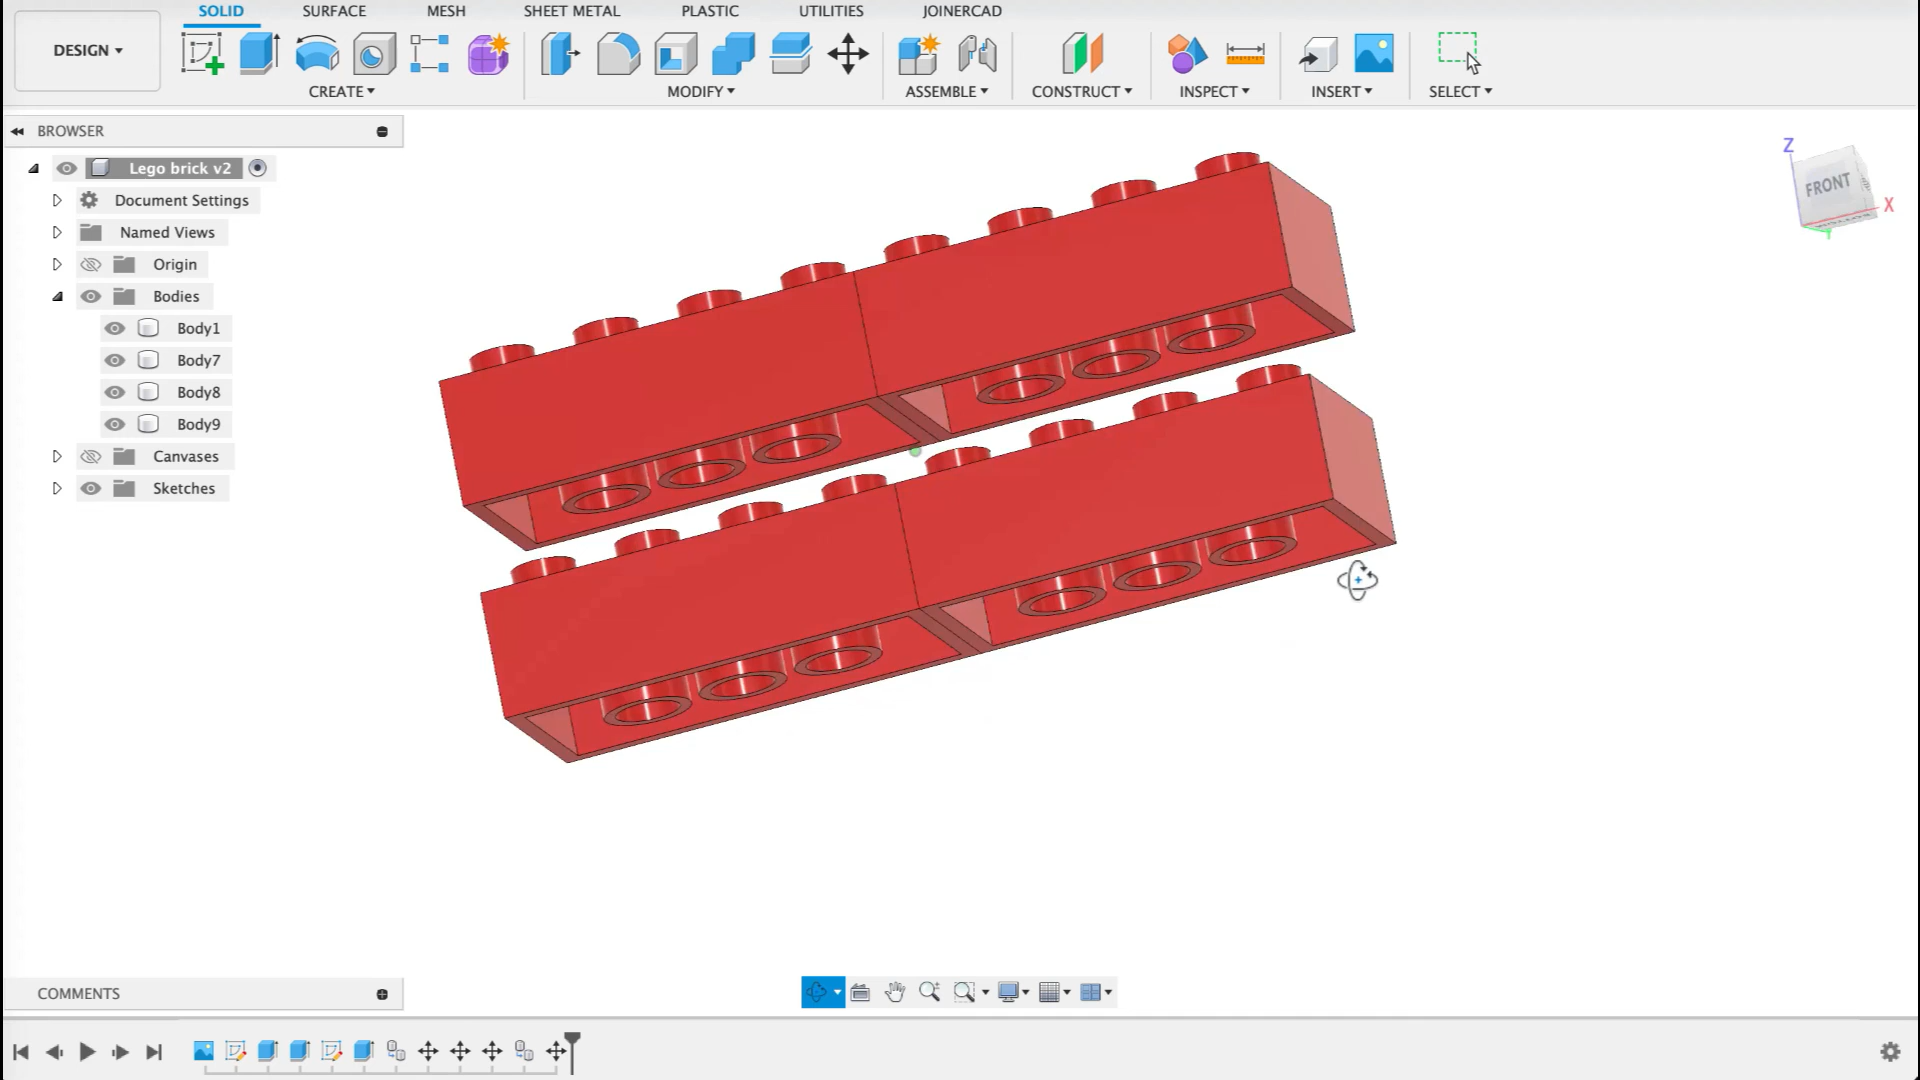 SOLID SURFACE MESH SHEET METAL PLASTIC UTILITIES JOINERCAD
DESIGN
CREATE MODIFY ASSEMBLE CONSTRUCT INSPECT INSERT SELECT
BROWSER
Lego brick v2
Document Settings
Named Views
Origin
Bodies
Body1
Body7
Body8
Body9
Canvases
Sketches
Z
FRONT
X
COMMENTS